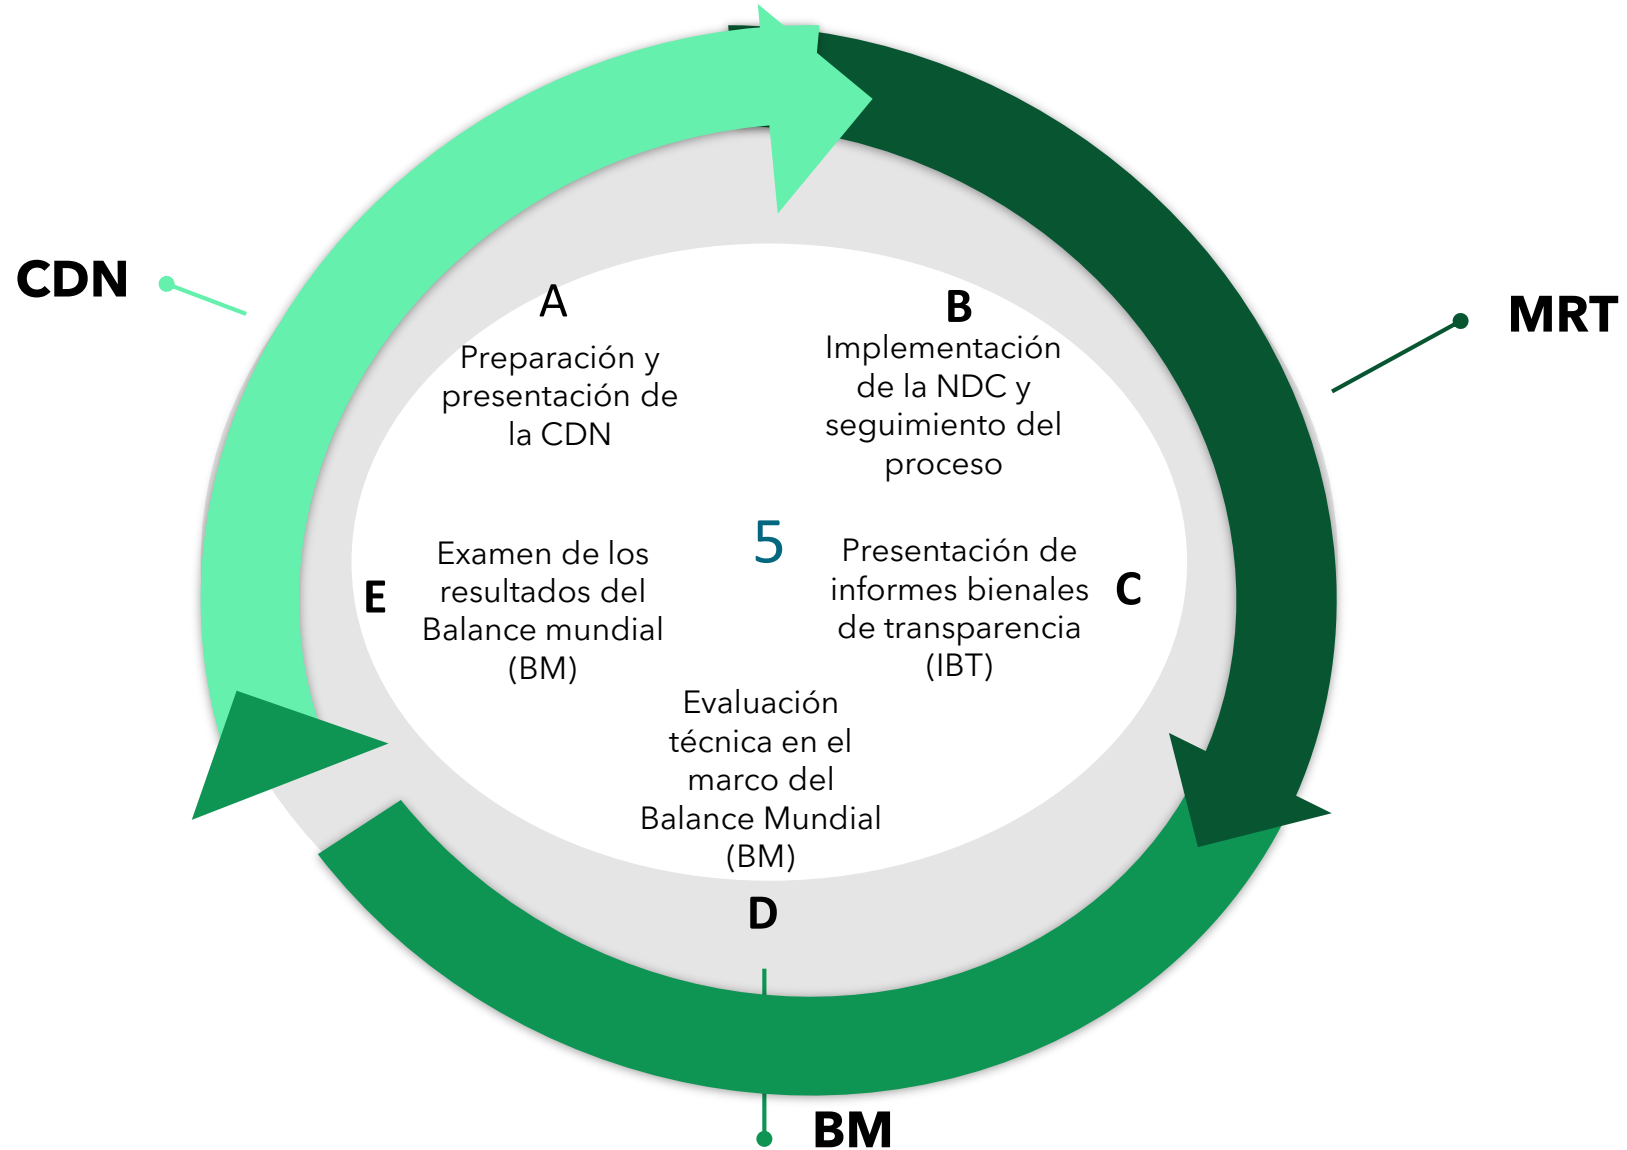 CDN
MRT
A
Preparación y
presentación de
la CDN
B
Implementación
de la NDC y
seguimiento del
proceso
5
Presentación de
informes bienales
de transparencia
(IBT)
C
E
Examen de los
resultados del
Balance mundial
(BM)
Evaluación
técnica en el
marco del
Balance Mundial
(BM)
D
BM